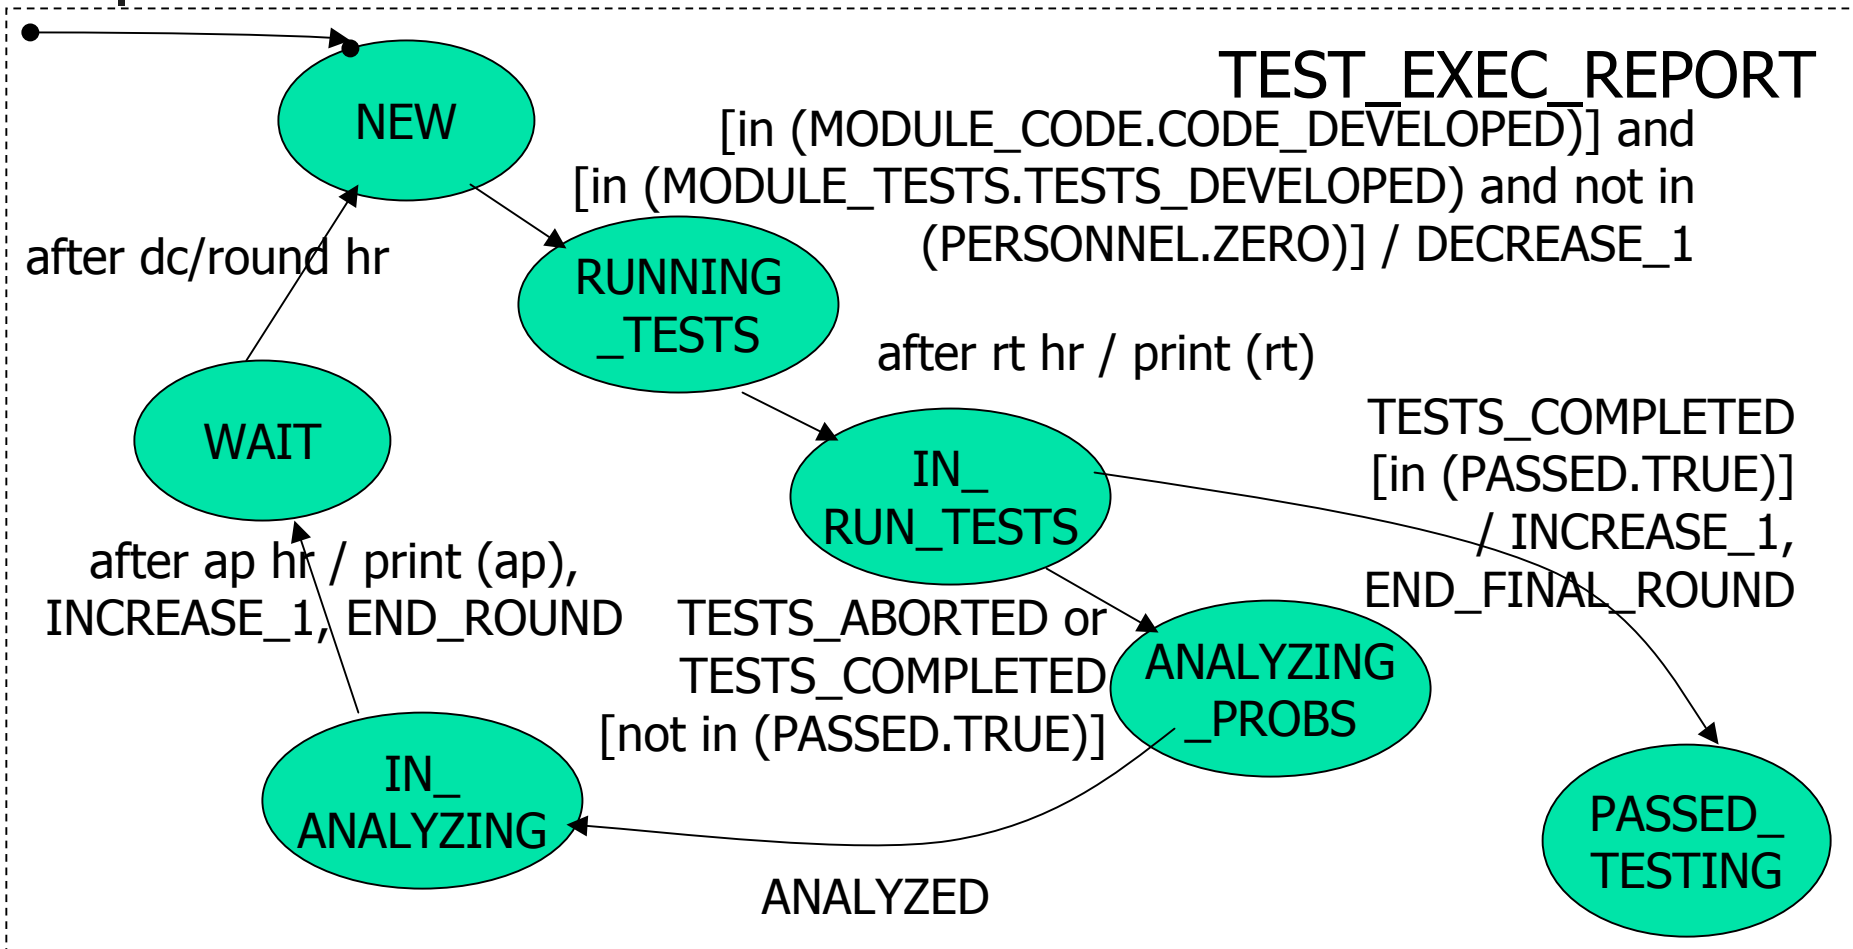 TEST_EXEC_REPORT
NEW
[in (MODULE_CODE.CODE_DEVELOPED)] and
[in (MODULE_TESTS.TESTS_DEVELOPED) and not in
(PERSONNEL.ZERO)] / DECREASE_1
after dc/round hr
RUNNING
_TESTS
after rt hr / print (rt)
WAIT
IN_
RUN_TESTS
TESTS_COMPLETED
[in (PASSED.TRUE)]
/ INCREASE_1,
END_FINAL_ROUND
after ap hr / print (ap),
INCREASE_1, END_ROUND
TESTS_ABORTED or
TESTS_COMPLETED
[not in (PASSED.TRUE)]
ANALYZING
_PROBS
IN_
ANALYZING
PASSED_
TESTING
ANALYZED